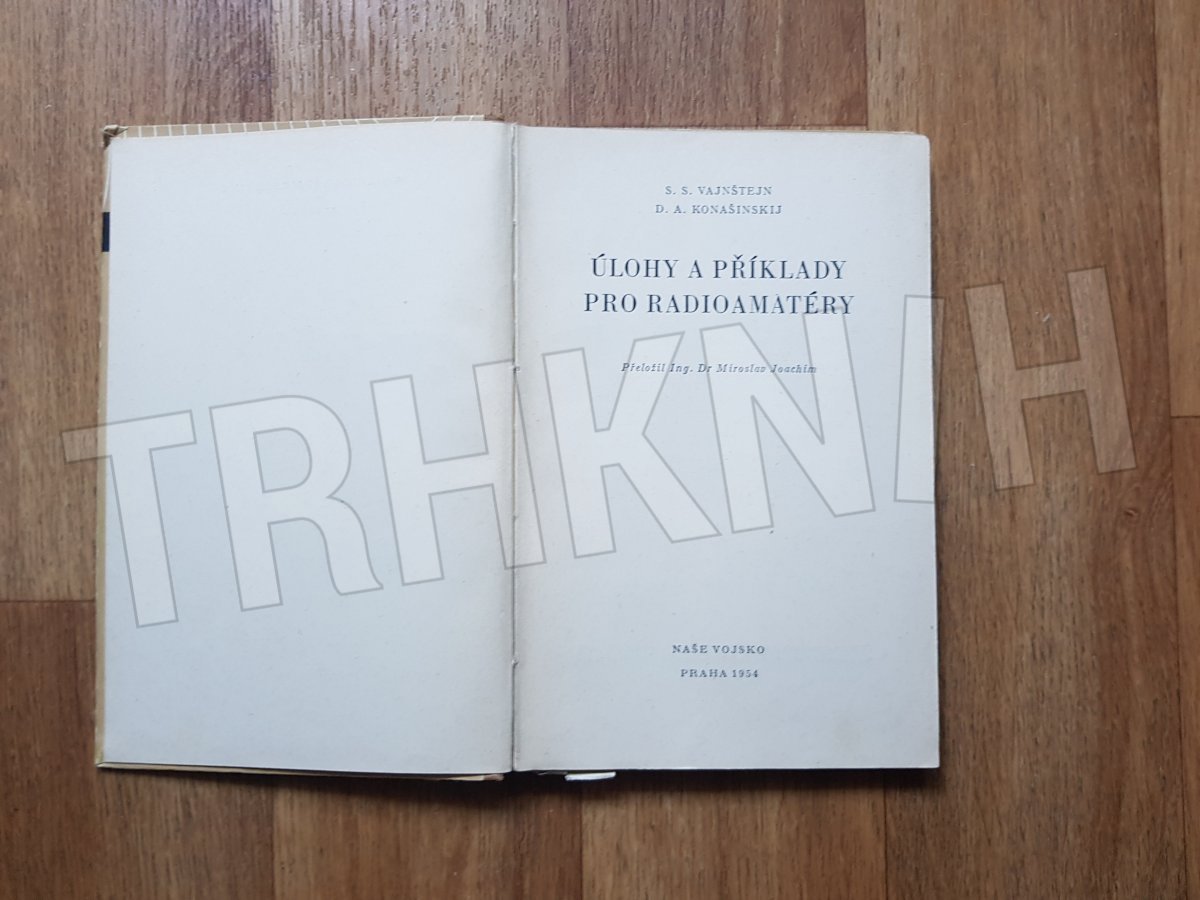 S. S. VAJNŠTEJN
D. A. KONAŠINSKIJ
ÚLOHY A PŘÍKLADY
PRO RADIOAMATÉRY
Přeložil Ing. Dr Miroslav Joachim
NAŠE VOJSKO
PRAHA 1954
TRHKNIH